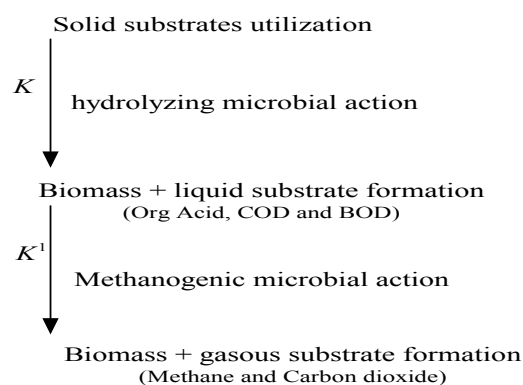 Solid substrates utilization
K
hydrolyzing microbial action
Biomass + liquid substrate formation
(Org Acid, COD and BOD)
K¹
Methanogenic microbial action
Biomass + gasous substrate formation
(Methane and Carbon dioxide)